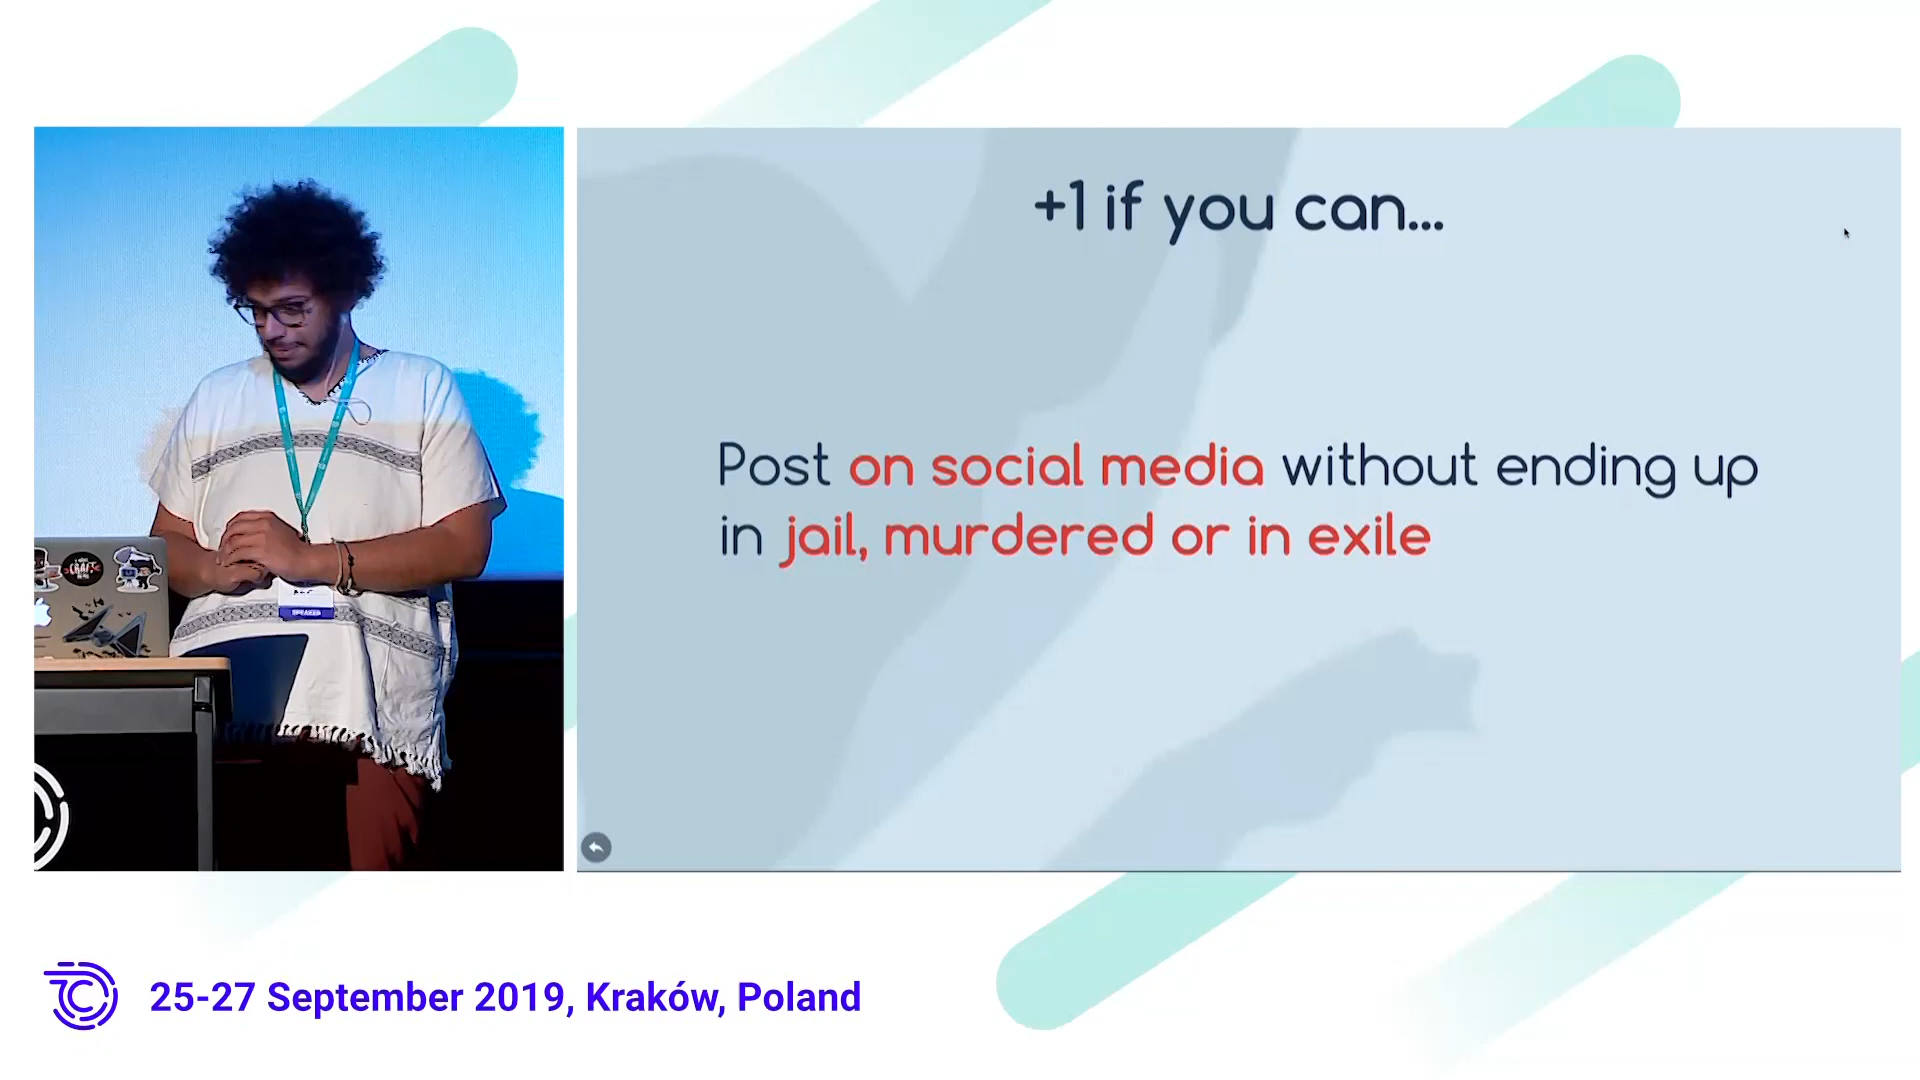 +1 if you can...
Post on social media without ending up
in jail, murdered or in exile
SPEAKER
25-27 September 2019, Kraków, Poland